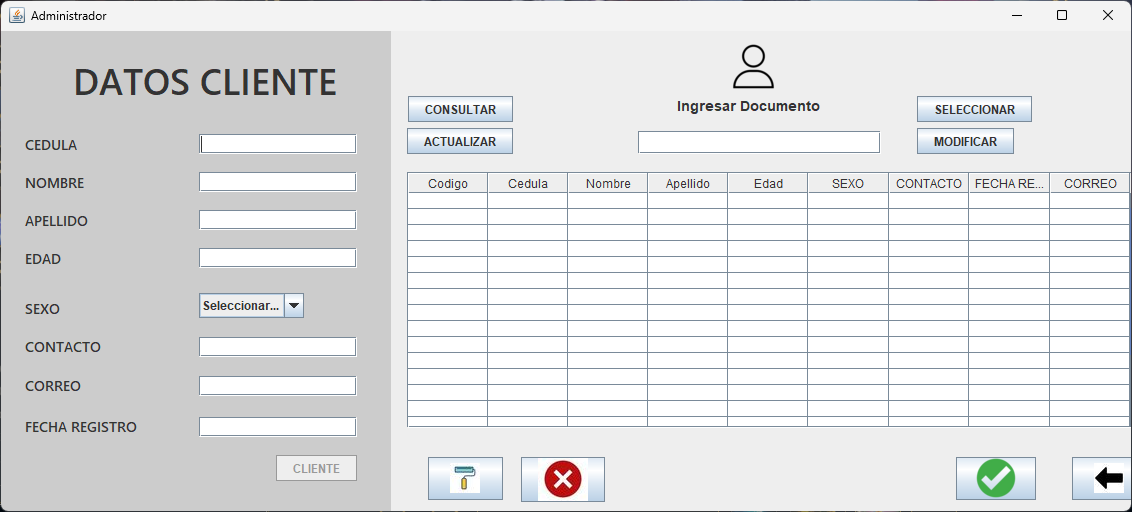 Administrador
DATOS CLIENTE
CEDULA
NOMBRE
APELLIDO
EDAD
SEXO
Seleccionar...
CONTACTO
CORREO
FECHA REGISTRO
CLIENTE
CONSULTAR
ACTUALIZAR
Ingresar Documento
SELECCIONAR
MODIFICAR
Codigo Cedula Nombre Apellido Edad SEXO CONTACTO FECHA RE... CORREO